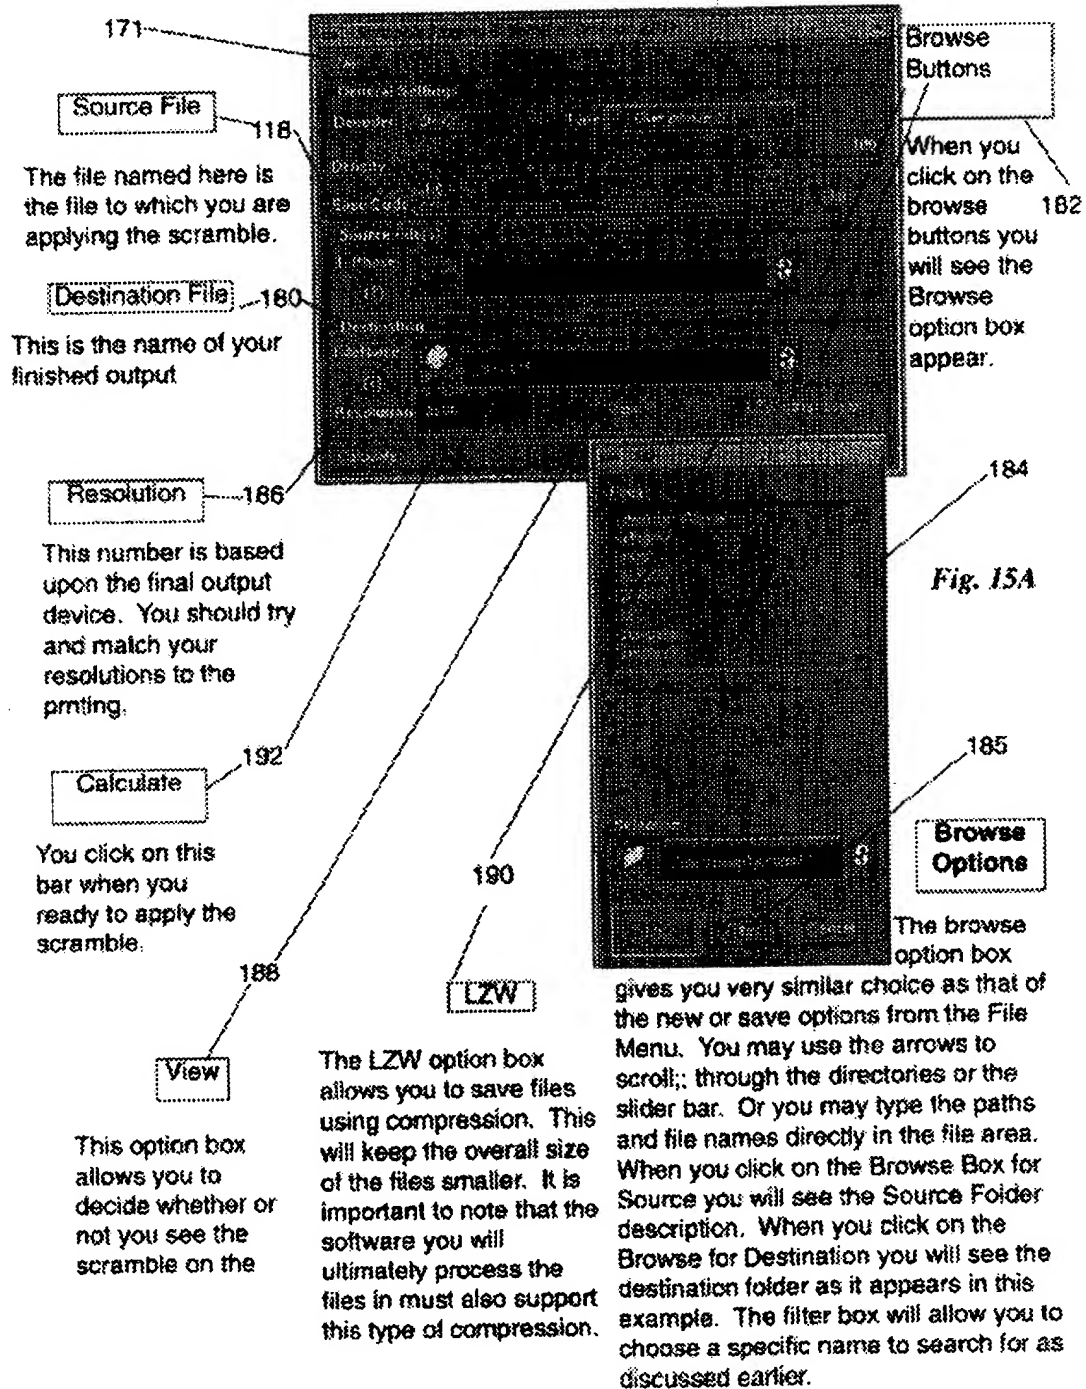 171
Browse
Buttons
Source File
118
The file named here is
the file to which you are
applying the scramble.
When you
click on the
browse
buttons you
will see the
Browse
option box
appear.
182
Destination File
180
This is the name of your
finished output
Resolution
186
This number is based
upon the final output
device. You should try
and match your
resolutions to the
prnting.
184
Fig. 15A
Calculate
192
You click on this
bar when you
ready to apply the
scramble.
185
Browse
Options
The browse
option box
gives you very similar choice as that of
the new or save options from the File
Menu. You may use the arrows to
scroll;; through the directories or the
slider bar. Or you may type the paths
and file names directly in the file area.
When you click on the Browse Box for
Source you will see the Source Folder
description. When you click on the
Browse for Destination you will see the
destination folder as it appears in this
example. The filter box will allow you to
choose a specific name to search for as
discussed earlier.
190
LZW
The LZW option box
allows you to save files
using compression. This
will keep the overall size
of the files smaller. It is
important to note that the
software you will
ultimately process the
files in must also support
this type of compression.
188
View
This option box
allows you to
decide whether or
not you see the
scramble on the